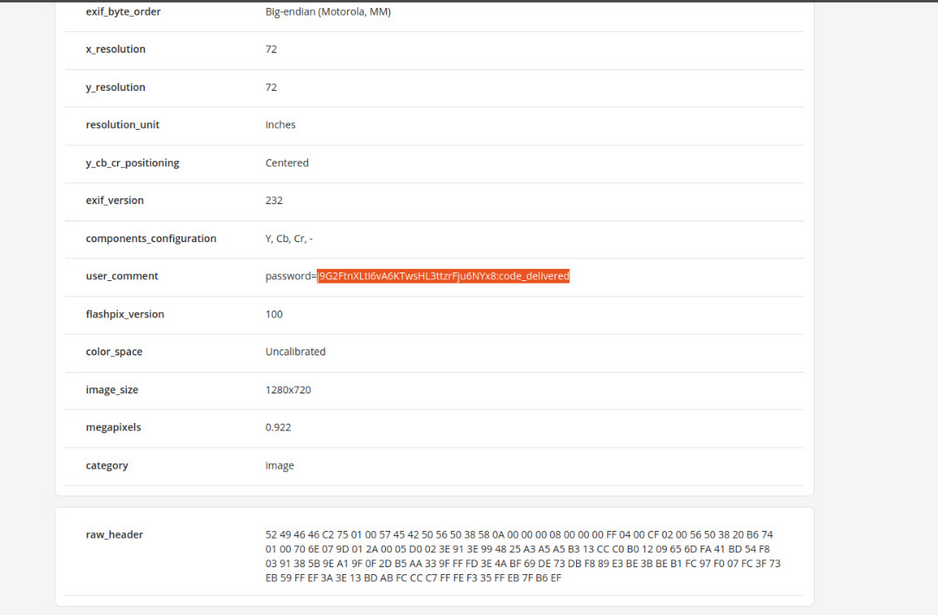 exif_byte_order Big-endian (Motorola, MM)
x_resolution 72
y_resolution 72
resolution_unit inches
y_cb_cr_positioning Centered
exif_version 232
components_configuration Y, Cb, Cr, -
user_comment password=J9G2FtnXLtI6vA6KTwsHL3ttzrFju6NYx8:code_delivered
flashpix_version 100
color_space Uncalibrated
image_size 1280x720
megapixels 0.922
category image
raw_header 52 49 46 46 C2 75 01 00 57 45 42 50 56 50 38 58 0A 00 00 00 08 00 00 00 FF 04 00 CF 02 00 56 50 38 20 B6 74
01 00 70 6E 07 9D 01 2A 00 05 D0 02 3E 91 3E 99 48 25 A3 A5 A5 B3 13 CC C0 B0 12 09 65 6D FA 41 BD 54 F8
03 91 38 5B 9E A1 9F 0F 2D B5 AA 33 9F FF FD 3E 4A BF 69 DE 73 DB F8 89 E3 BE 3B BE B1 FC 97 F0 07 FC 3F 73
EB 59 FF EF 3A 3E 13 BD AB FC CC C7 FF FE F3 35 FF EB 7F B6 EF